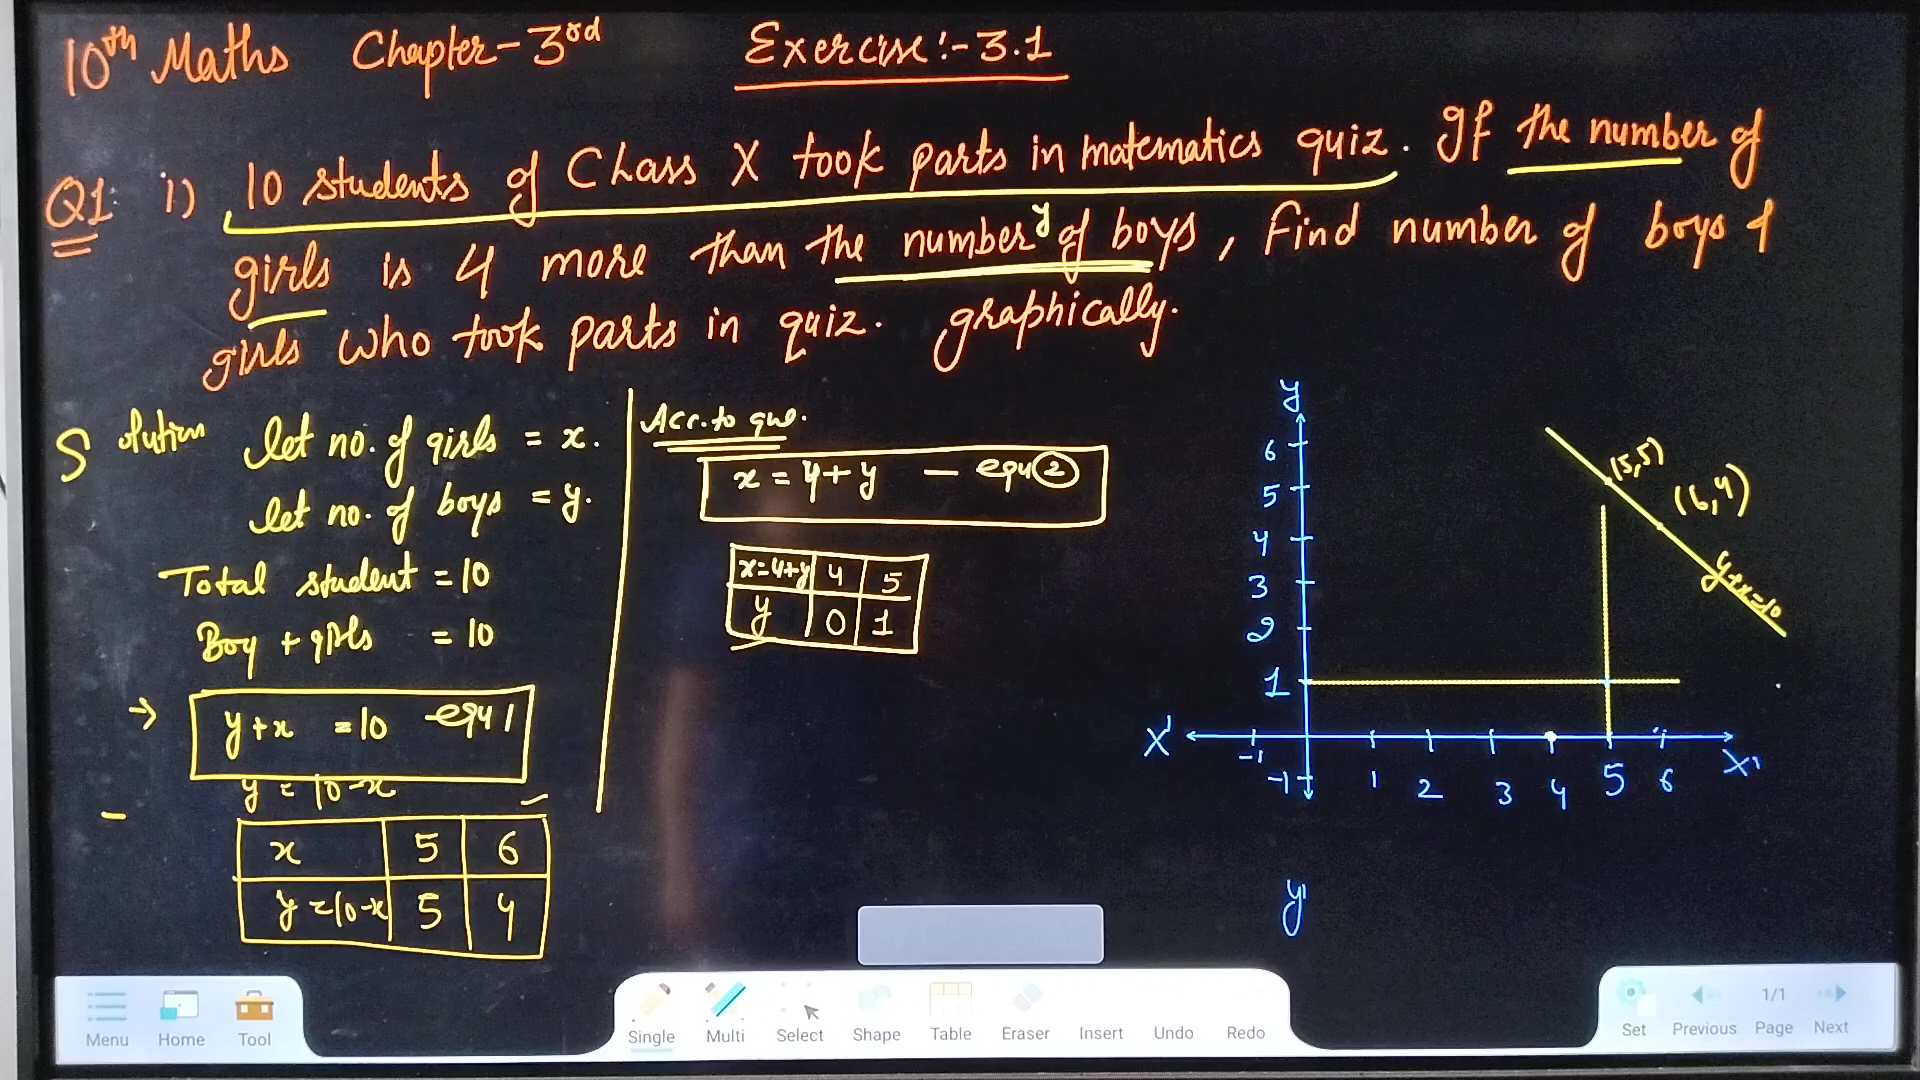 10th Maths Chapter-3rd Exercise:-3.1
Q1. i) 10 students of Class X took parts in matematics quiz. If the number of
girls is 4 more than the number of boys, Find number of boys &
y
girls who took parts in quiz. graphically.
Solution let no. of girls = x.
let no. of boys = y.
Total student = 10
Boy + girls = 10
→ y+x = 10 - equ 1
y = 10-x
x 5 6
y=10-x 5 4
Acc. to que.
x = 4+y — equ 2
x=4+y 4 5
y 0 1
y
6
5
4
3
2
1
X' -1 1 2 3 4 5 6 X'
-1
y'
(5,5)
(6,4)
y+x=10
Menu Home Tool
Single Multi Select Shape Table Eraser Insert Undo Redo
1/1
Set Previous Page Next